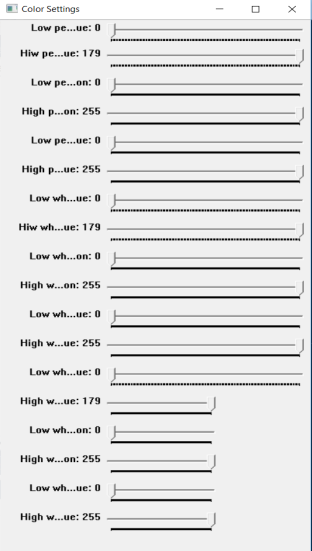 Color Settings
Low pe...ue: 0
Hiw pe...ue: 179
Low pe...on: 0
High p...on: 255
Low pe...ue: 0
High p...ue: 255
Low wh...ue: 0
Hiw wh...ue: 179
Low wh...on: 0
High w...on: 255
Low wh...ue: 0
High w...ue: 255
Low wh...ue: 0
High w...ue: 179
Low wh...on: 0
High w...on: 255
Low wh...ue: 0
High w...ue: 255